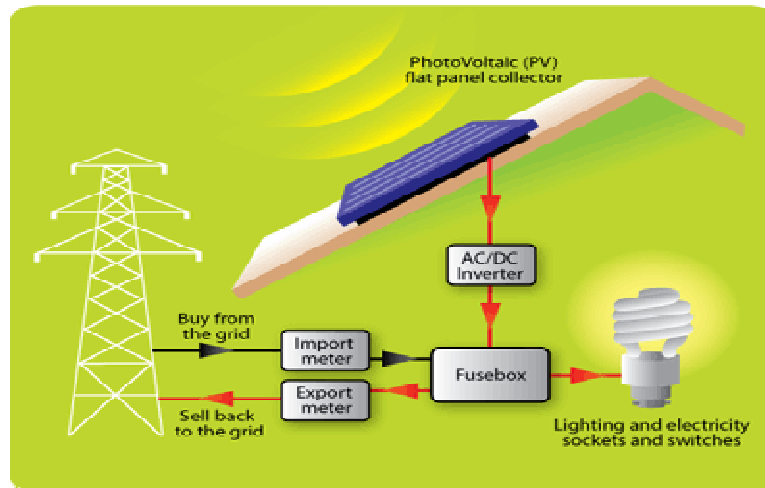 PhotoVoltaic (PV)
flat panel collector
AC/DC
Inverter
Buy from
the grid
Import
meter
Fusebox
Export
meter
Sell back
to the grid
Lighting and electricity
sockets and switches